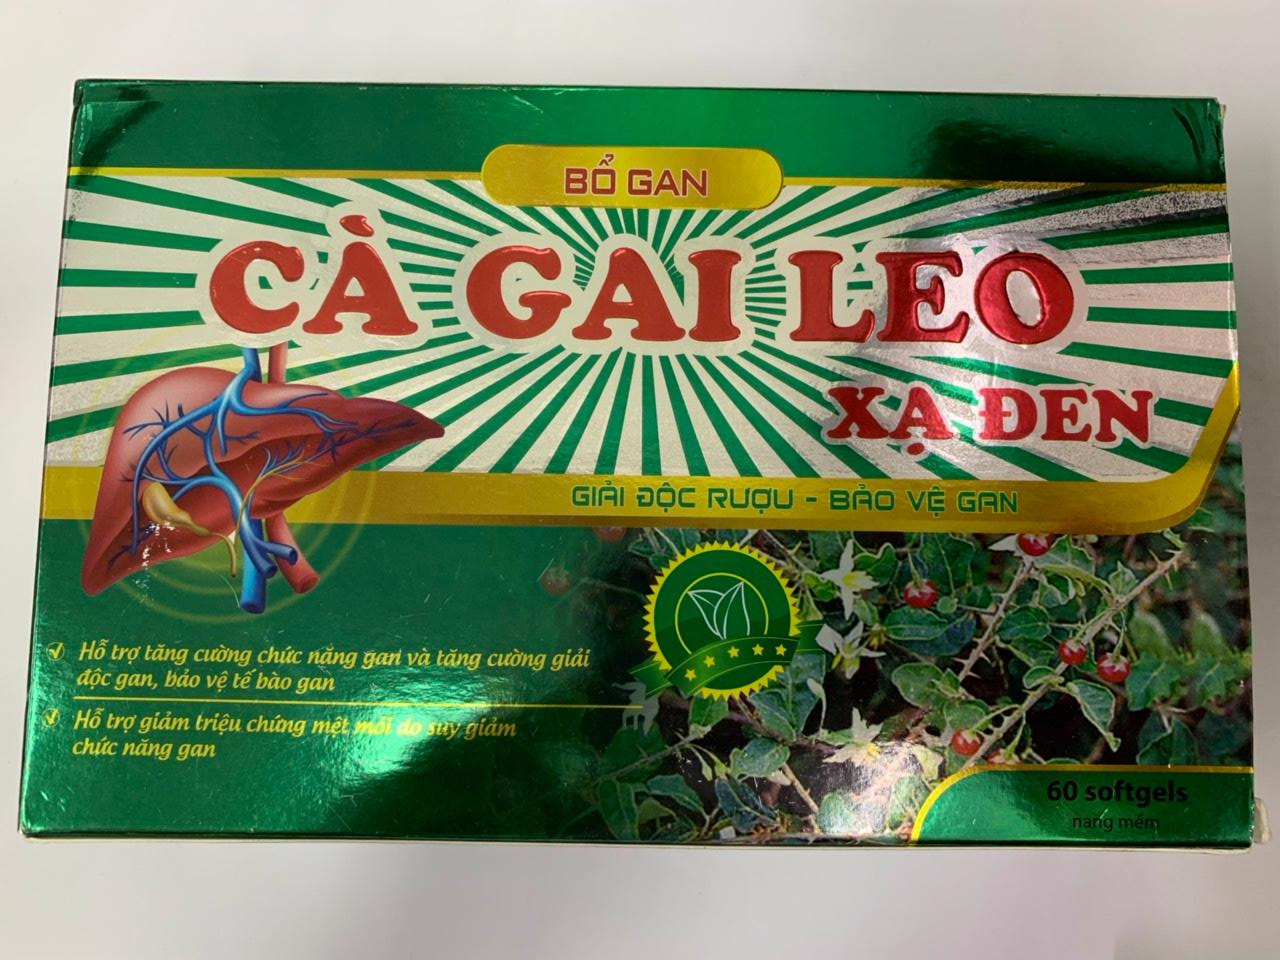 BỔ GAN
CÀ GAI LEO
XẠ ĐEN
GIẢI ĐỘC RƯỢU - BẢO VỆ GAN
Hỗ trợ tăng cường chức năng gan và tăng cường giải
độc gan, bảo vệ tế bào gan
Hỗ trợ giảm triệu chứng mệt mỏi do suy giảm
chức năng gan
60 softgels
nang mềm